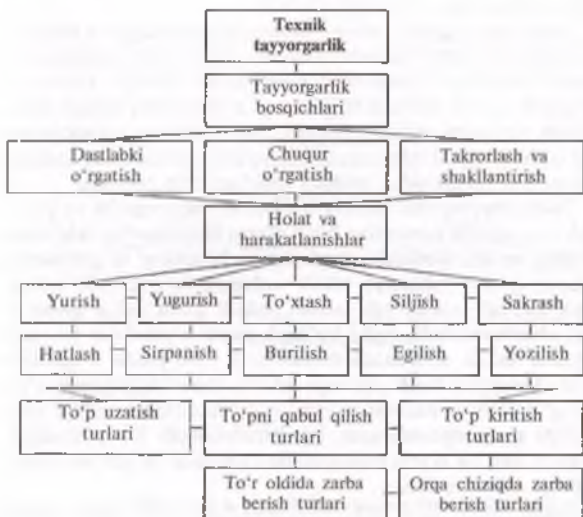 Texnik
tayyorgarlik
Tayyorgarlik
bosqichlari
Dastlabki
o‘rgatish
Chuqur
o‘rgatish
Takrorlash va
shakllantirish
Holat va
harakatlanishlar
Yurish
Yugurish
To‘xtash
Siljish
Sakrash
Hatlash
Sirpanish
Burilish
Egilish
Yozilish
To‘p uzatish
turlari
To‘pni qabul qilish
turlari
To‘p kiritish
turlari
To‘r oldida zarba
berish turlari
Orqa chiziqda zarba
berish turlari